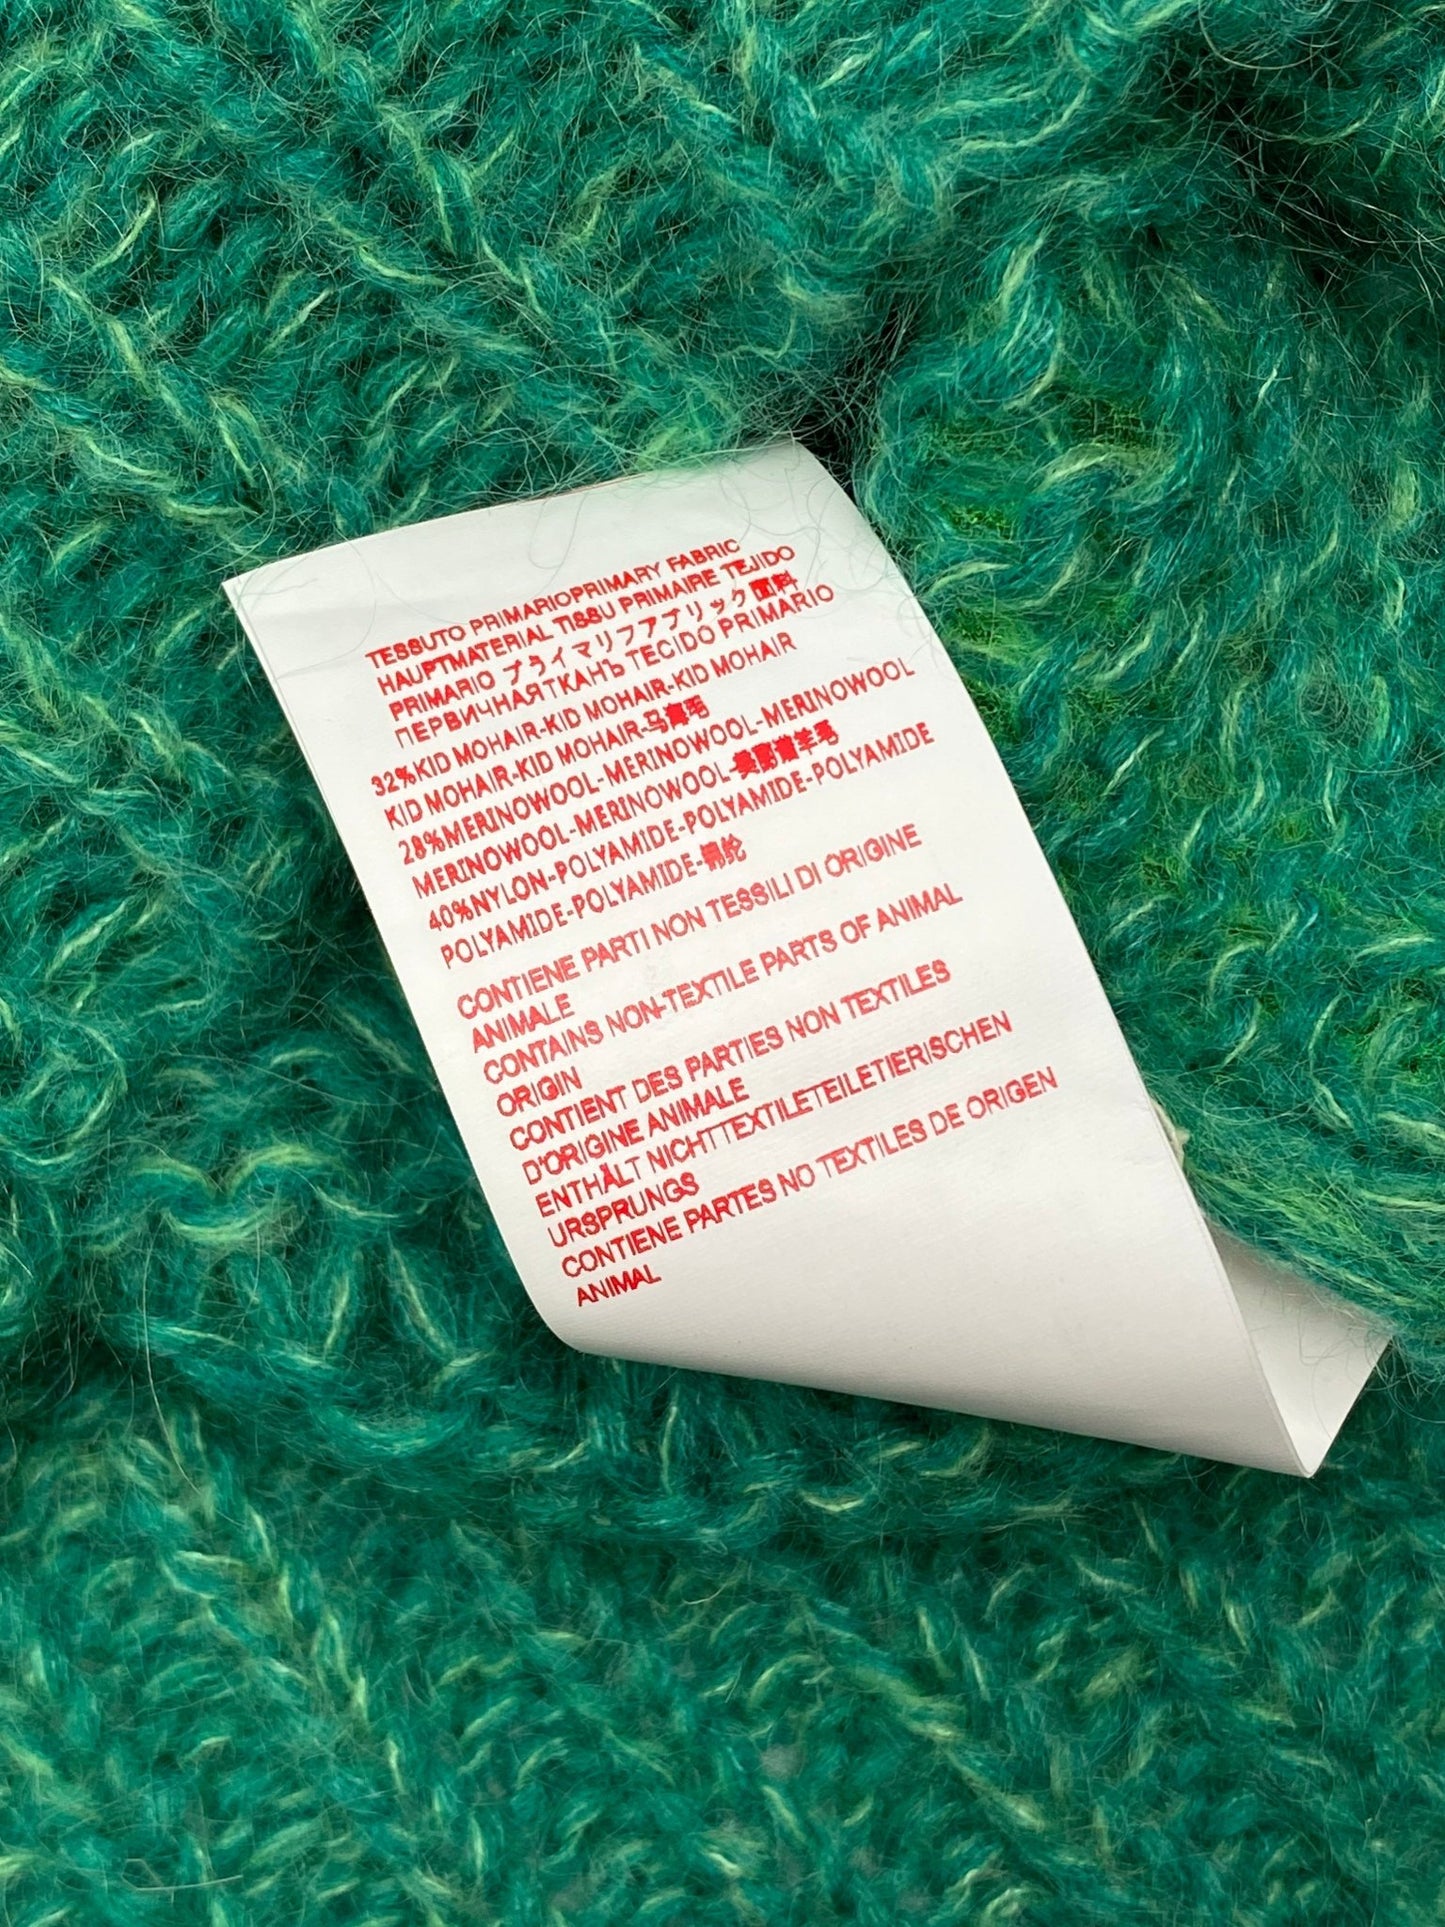 TESSUTO PRIMARIOPRIMARY FABRIC
HAUPTMATERIAL TISSU PRIMAIRE TEJIDO
PRIMARIO プライマリファブリック面料
ПЕРВИЧНАЯТКАНЬ TECIDO PRIMARIO
32%KID MOHAIR-KID MOHAIR-KID MOHAIR
KID MOHAIR-KID MOHAIR-马海毛
28%MERINOWOOL-MERINOWOOL-MERINOWOOL
MERINOWOOL-MERINOWOOL-
40%NYLON-POLYAMIDE-POLYAMIDE-POLYAMIDE
POLYAMIDE-POLYAMIDE-锦纶
CONTIENE PARTI NON TESSILI DI ORIGINE
ANIMALE
CONTAINS NON-TEXTILE PARTS OF ANIMAL
ORIGIN
CONTIENT DES PARTIES NON TEXTILES
D'ORIGINE ANIMALE
ENTHÄLT NICHTTEXTILETEILETIERISCHEN
URSPRUNGS
CONTIENE PARTES NO TEXTILES DE ORIGEN
ANIMAL